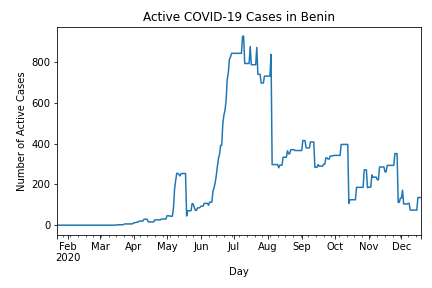 Active COVID-19 Cases in Benin
Number of Active Cases
800
600
400
200
0
Feb Mar Apr May Jun Jul Aug Sep Oct Nov Dec
2020
Day